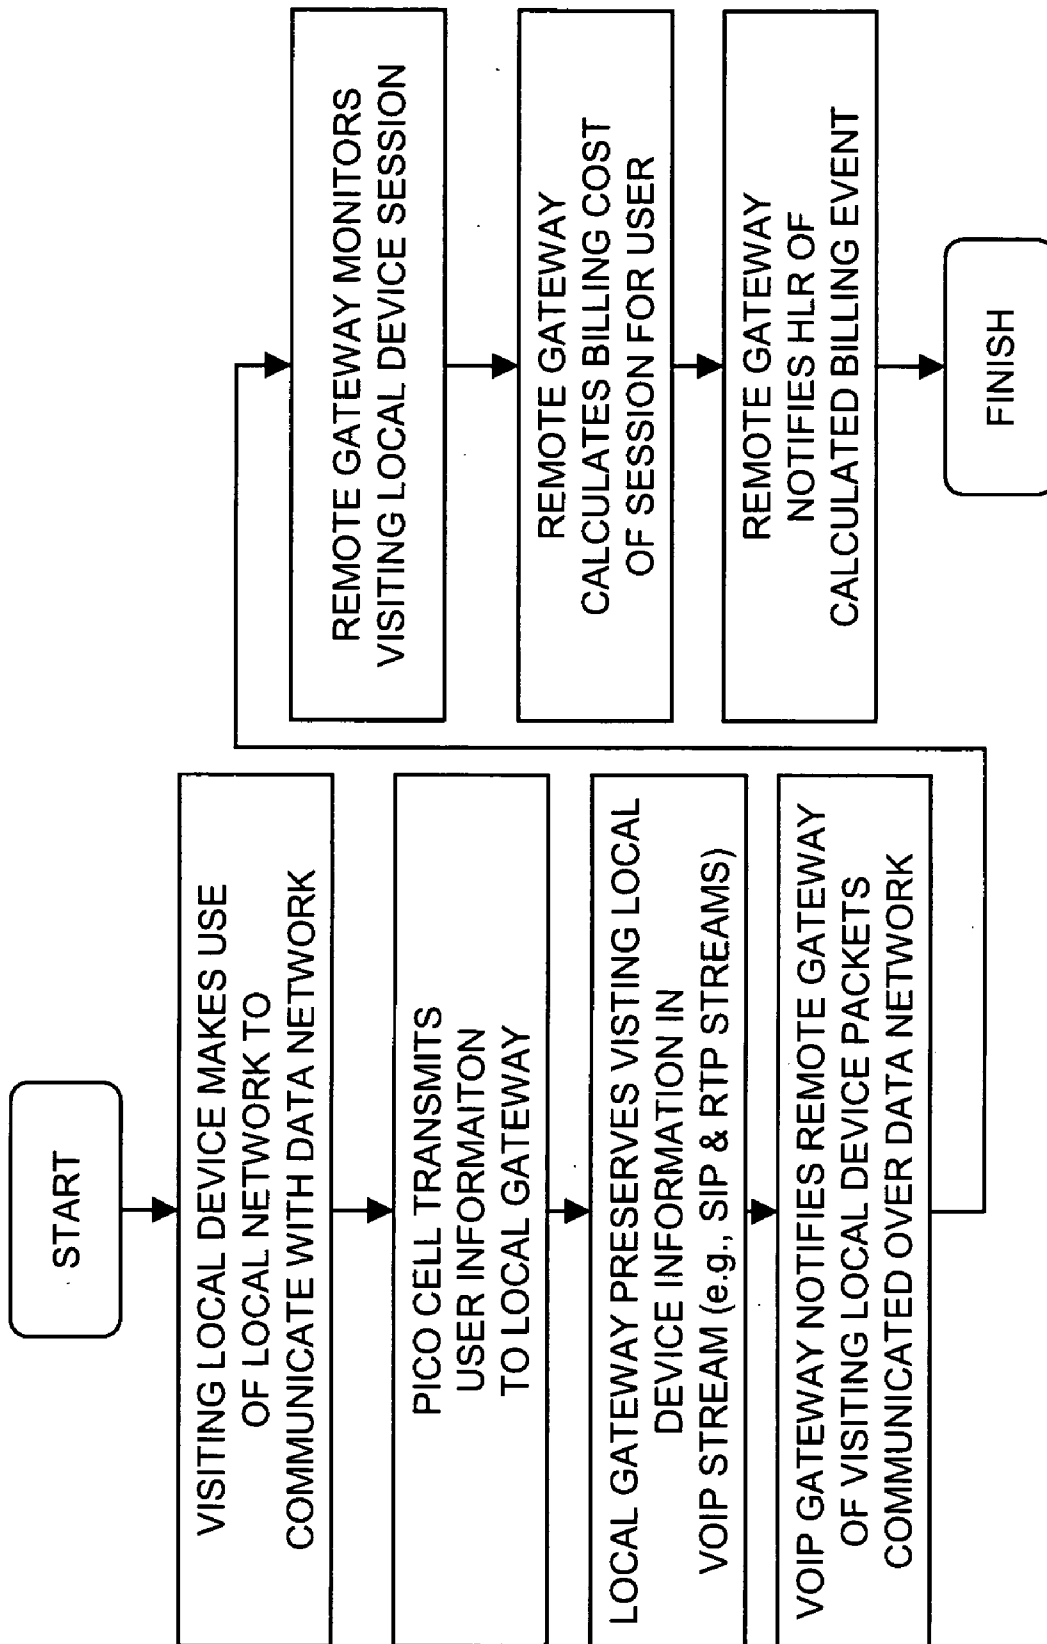 START
VISITING LOCAL DEVICE MAKES USE
OF LOCAL NETWORK TO
COMMUNICATE WITH DATA NETWORK
PICO CELL TRANSMITS
USER INFORMAITON
TO LOCAL GATEWAY
LOCAL GATEWAY PRESERVES VISTING LOCAL
DEVICE INFORMATION IN
VOIP STREAM (e.g., SIP & RTP STREAMS)
VOIP GATEWAY NOTIFIES REMOTE GATEWAY
OF VISITING LOCAL DEVICE PACKETS
COMMUNICATED OVER DATA NETWORK
REMOTE GATEWAY MONITORS
VISITING LOCAL DEVICE SESSION
REMOTE GATEWAY
CALCULATES BILLING COST
OF SESSION FOR USER
REMOTE GATEWAY
NOTIFIES HLR OF
CALCULATED BILLING EVENT
FINISH